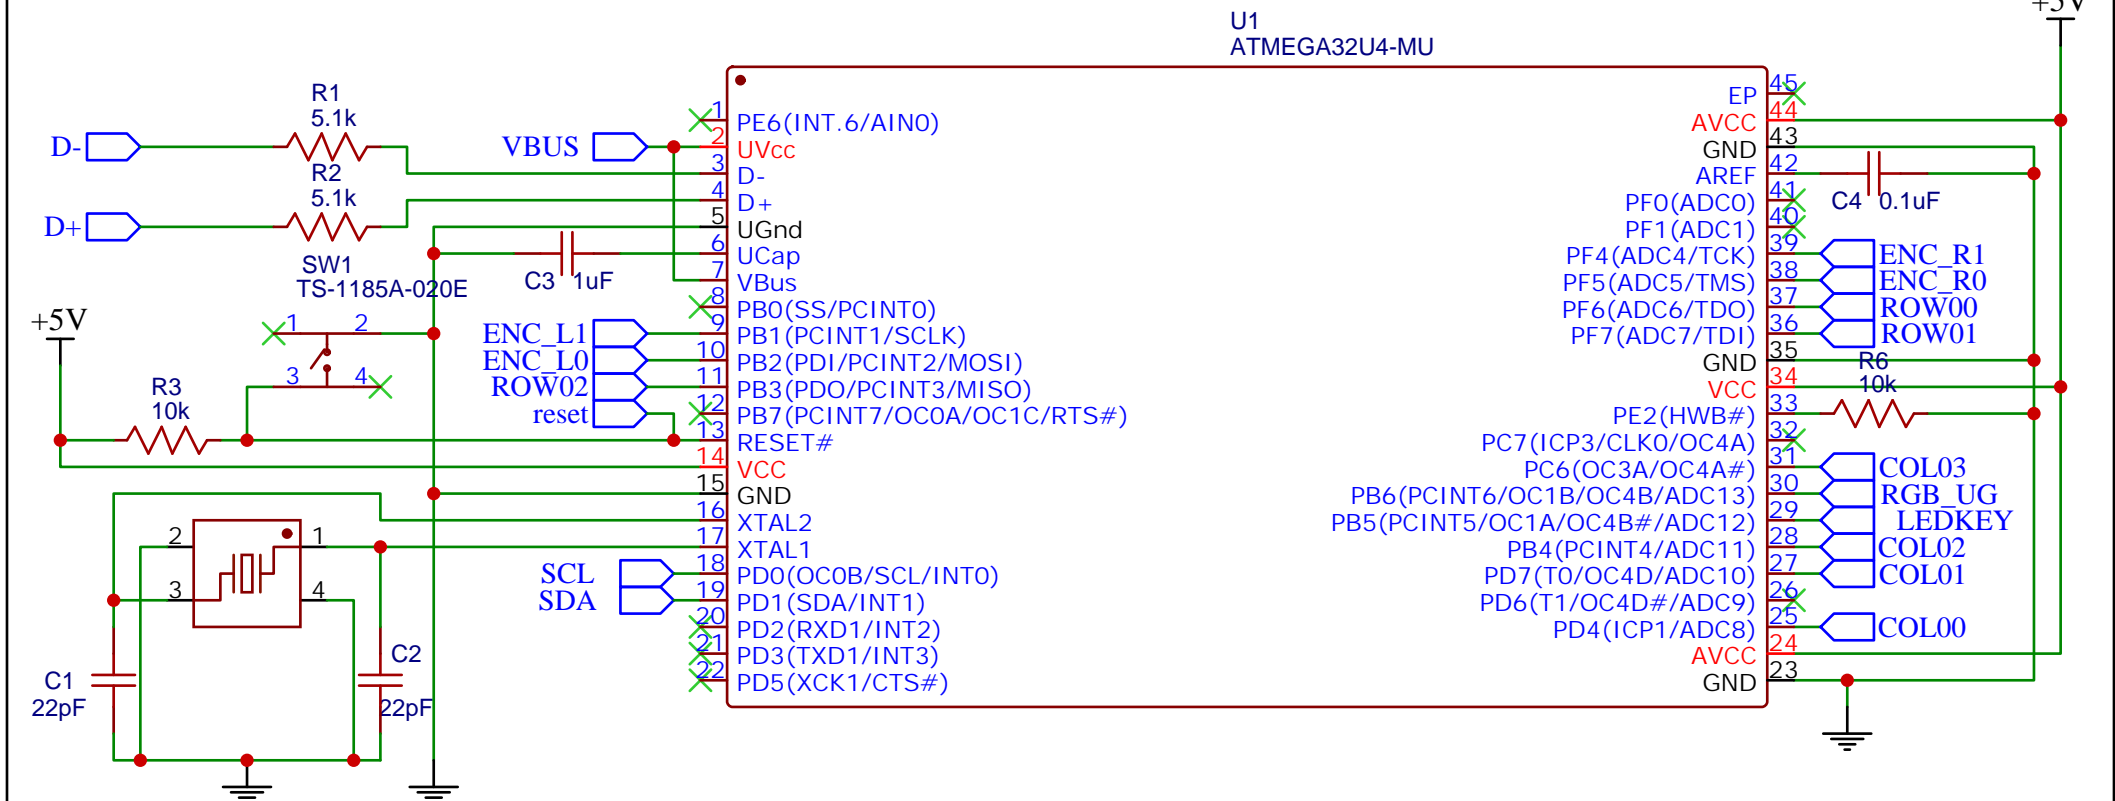 U1
ATMEGA32U4-MU
+5V
R1
5.1k
D-
R2
5.1k
D+
VBUS
SW1
TS-1185A-020E
C3 1uF
+5V
1 2
3 4
R3
10k
ENC_L1
ENC_L0
ROW02
reset
2 1
3 4
C1
22pF
C2
22pF
SCL
SDA
1 PE6(INT.6/AIN0)
2 UVcc
3 D-
4 D+
5 UGnd
6 UCap
7 VBus
8 PB0(SS/PCINT0)
9 PB1(PCINT1/SCLK)
10 PB2(PDI/PCINT2/MOSI)
11 PB3(PDO/PCINT3/MISO)
12 PB7(PCINT7/OC0A/OC1C/RTS#)
13 RESET#
14 VCC
15 GND
16 XTAL2
17 XTAL1
18 PD0(OC0B/SCL/INT0)
19 PD1(SDA/INT1)
20 PD2(RXD1/INT2)
21 PD3(TXD1/INT3)
22 PD5(XCK1/CTS#)
EP 45
AVCC 44
GND 43
AREF 42
PF0(ADC0) 41
PF1(ADC1) 40
PF4(ADC4/TCK) 39
PF5(ADC5/TMS) 38
PF6(ADC6/TDO) 37
PF7(ADC7/TDI) 36
GND 35
VCC 34
PE2(HWB#) 33
PC7(ICP3/CLK0/OC4A) 32
PC6(OC3A/OC4A#) 31
PB6(PCINT6/OC1B/OC4B/ADC13) 30
PB5(PCINT5/OC1A/OC4B#/ADC12) 29
PB4(PCINT4/ADC11) 28
PD7(T0/OC4D/ADC10) 27
PD6(T1/OC4D#/ADC9) 26
PD4(ICP1/ADC8) 25
AVCC 24
GND 23
C4 0.1uF
ENC_R1
ENC_R0
ROW00
ROW01
R6
10k
COL03
RGB_UG
LEDKEY
COL02
COL01
COL00